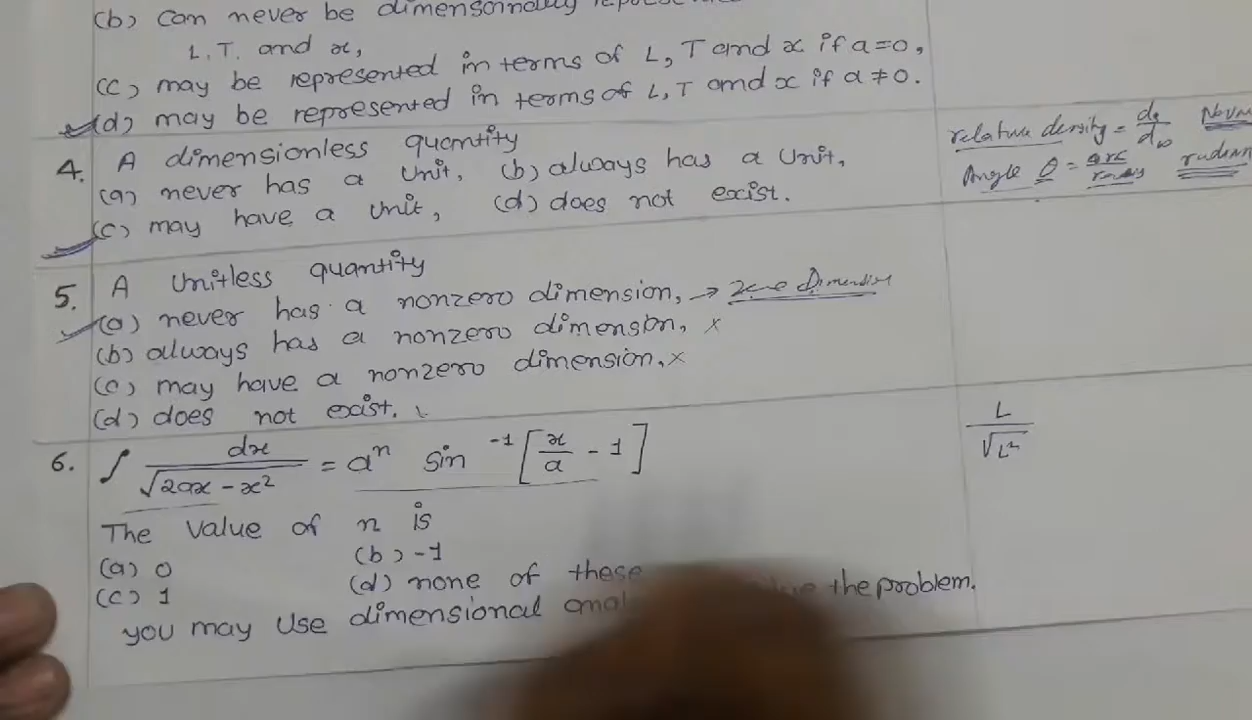 (b) can never be dimensionally
L, T. and x,
(c) may be represented in terms of L, T and x if a=0,
(d) may be represented in terms of L, T and x if a ≠ 0.
4. A dimensionless quantity
(a) never has a unit, (b) always has a unit,
(c) may have a unit, (d) does not exist.
relative density = d
Angle θ = arc
5. A unitless quantity
(a) never has a nonzero dimension, → zero Dimension
(b) always has a nonzero dimension, ×
(c) may have a nonzero dimension, ×
(d) does not exist.
6. ∫ dx / √2ax - x² = aⁿ sin⁻¹ [x/a - 1]
L / √L²
The value of n is
(a) 0 (b) -1
(c) 1 (d) none of these
you may use dimensional the problem.